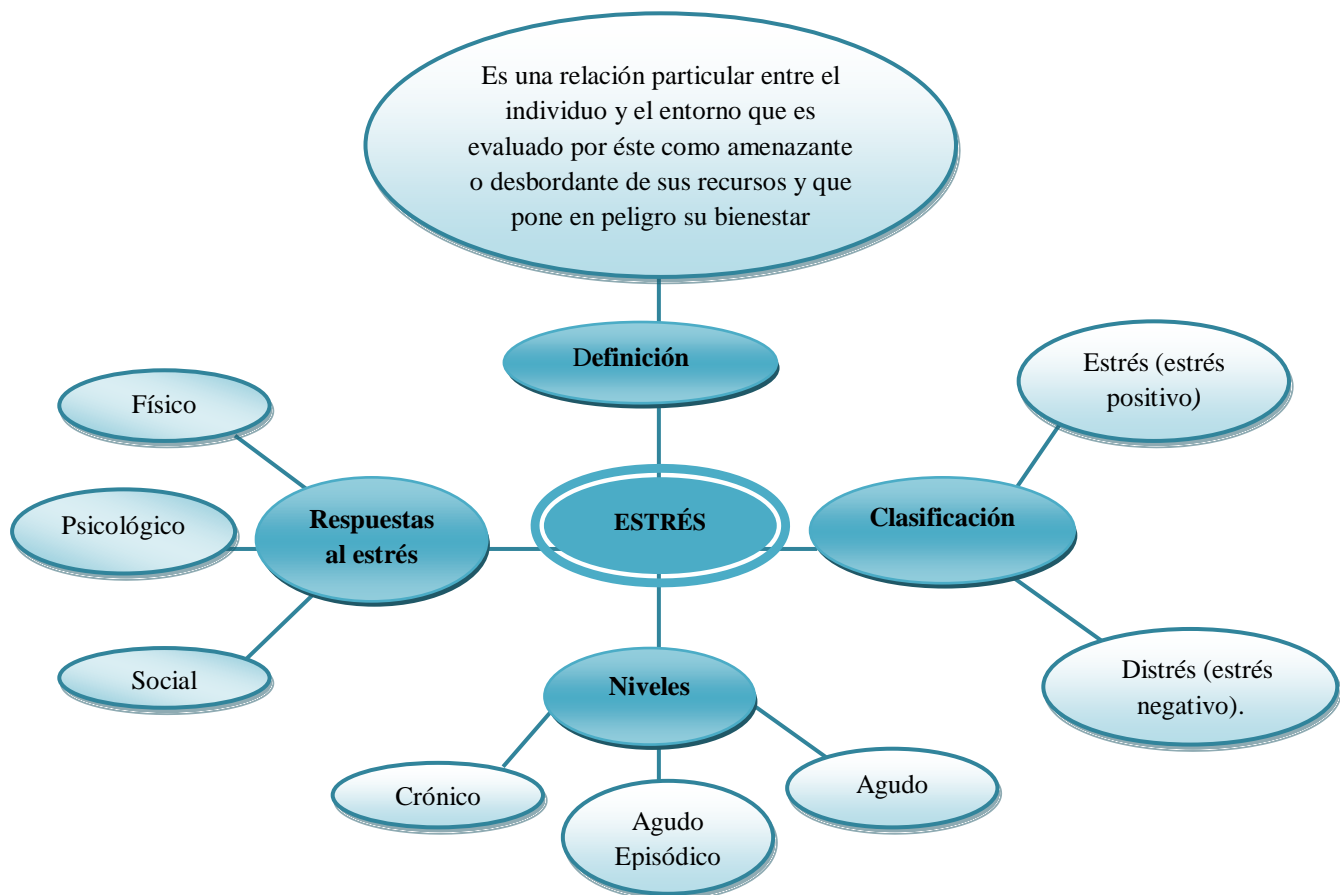 Es una relación particular entre el
individuo y el entorno que es
evaluado por éste como amenazante
o desbordante de sus recursos y que
pone en peligro su bienestar
Definición
Estrés (estrés
positivo)
Físico
Psicológico
Respuestas
al estrés
ESTRÉS
Clasificación
Social
Niveles
Distrés (estrés
negativo).
Crónico
Agudo
Episódico
Agudo